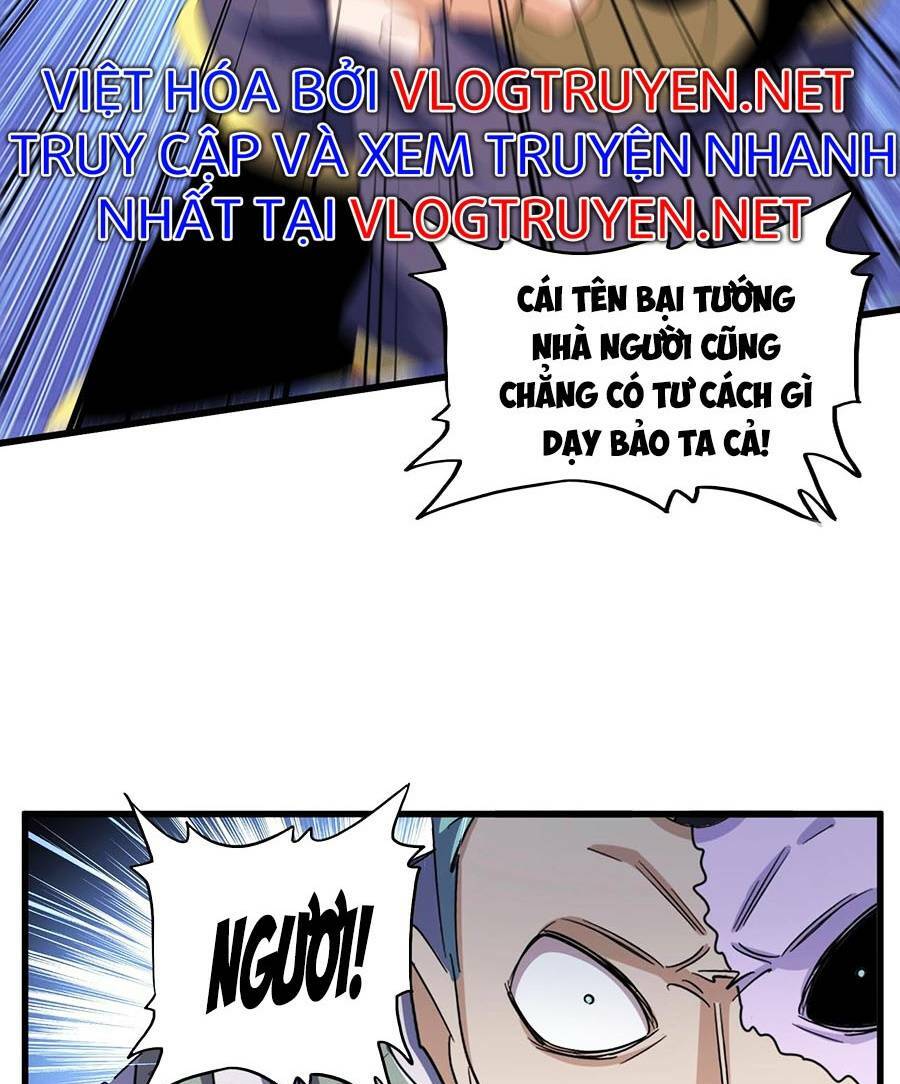 VIỆT HÓA BỞI VLOGTRUYEN.NET
TRUY CẬP VÀ XEM TRUYỆN NHANH
NHẤT TẠI VLOGTRUYEN.NET
CÁI TÊN BẠI TƯỚNG
NHÀ NGƯỜI CŨNG
CHẲNG CÓ TƯ CÁCH GÌ
DẠY BẢO TA CẢ!
NGƯƠI!